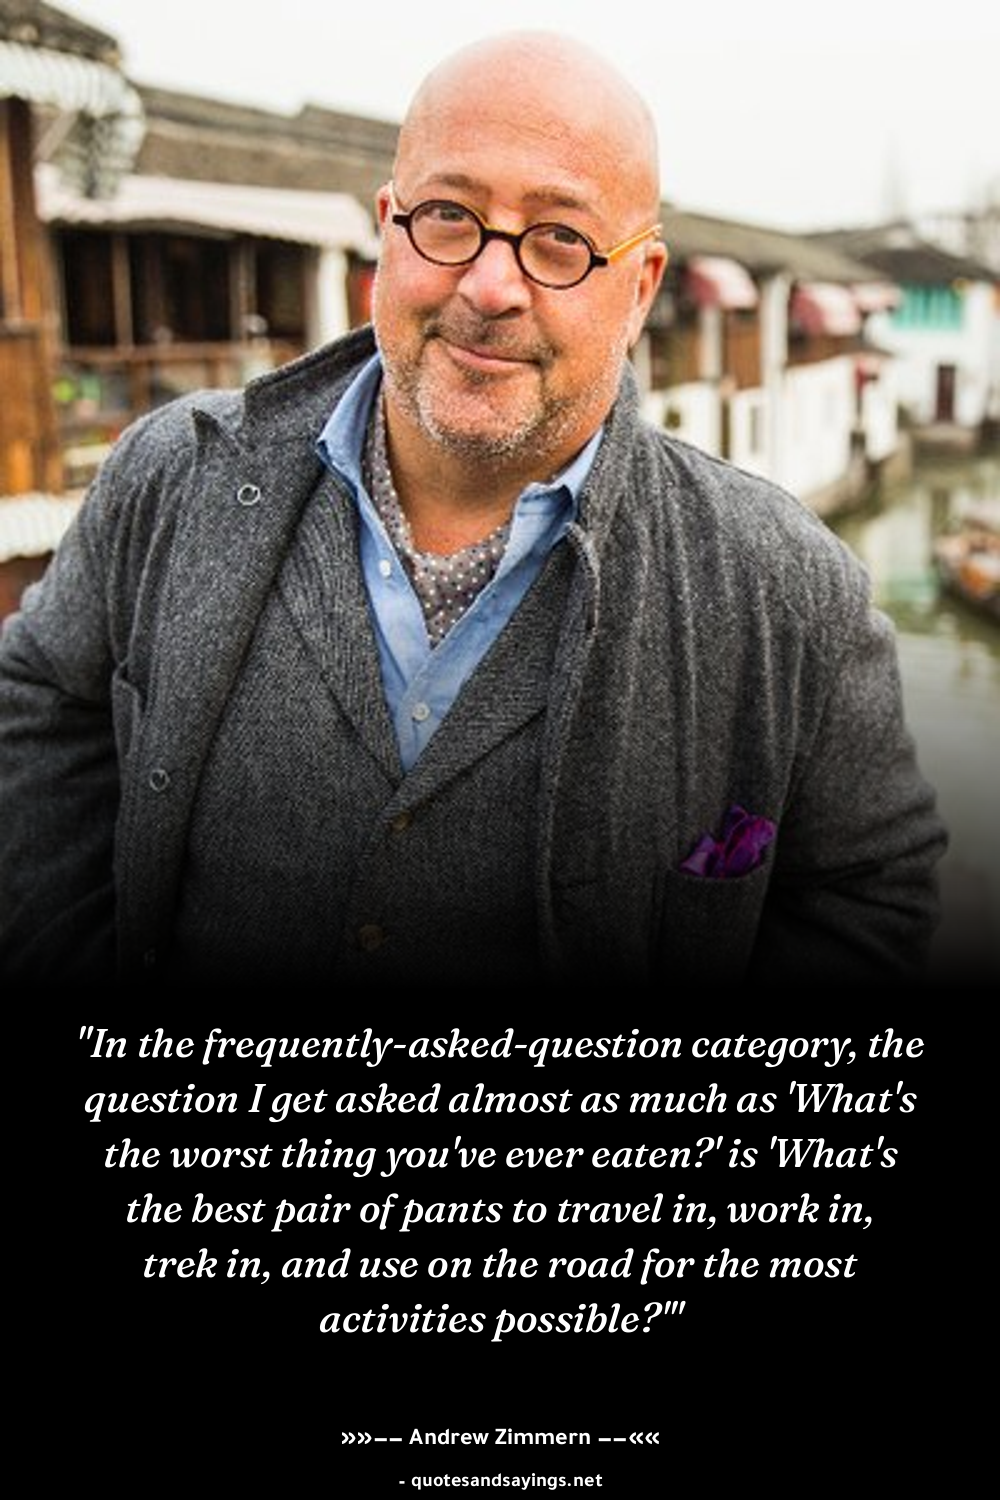 "In the frequently-asked-question category, the
question I get asked almost as much as 'What's
the worst thing you've ever eaten?' is 'What's
the best pair of pants to travel in, work in,
trek in, and use on the road for the most
activities possible?'"
»»–– Andrew Zimmern ––««
- quotesandsayings.net